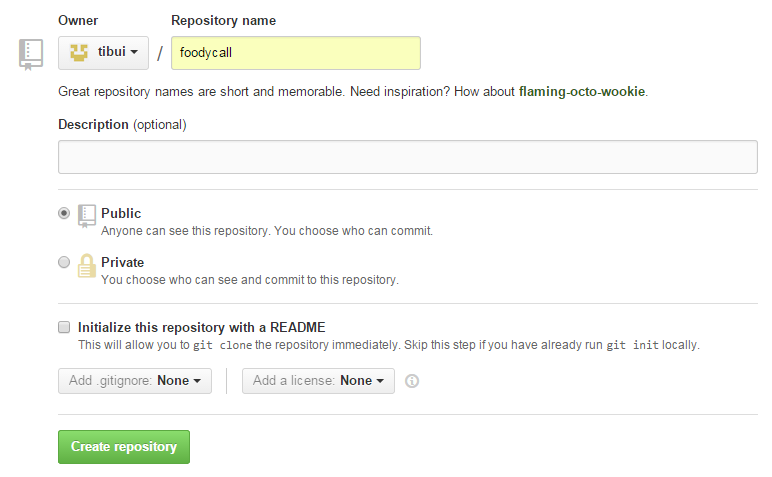 Owner Repository name
tibui / foodycall
Great repository names are short and memorable. Need inspiration? How about flaming-octo-wookie.
Description (optional)
Public
Anyone can see this repository. You choose who can commit.
Private
You choose who can see and commit to this repository.
Initialize this repository with a README
This will allow you to git clone the repository immediately. Skip this step if you have already run git init locally.
Add .gitignore: None Add a license: None
Create repository